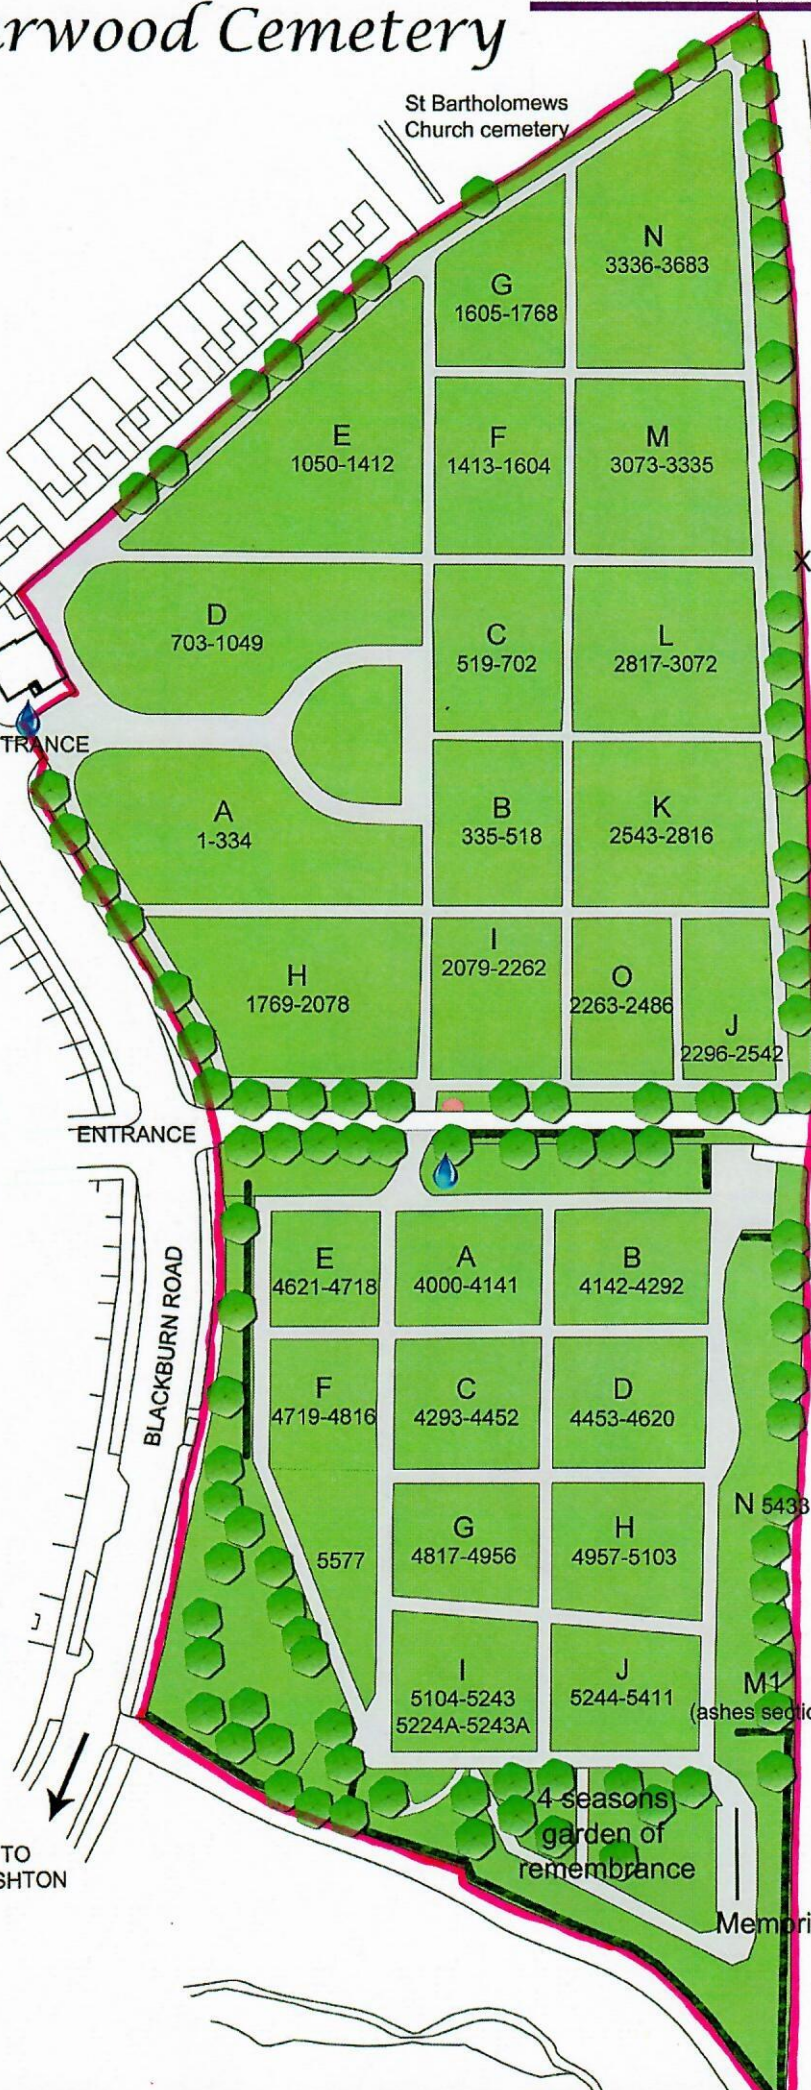 rwood Cemetery
St Bartholomews
Church cemetery
N
3336-3683
G
1605-1768
E
1050-1412
F
1413-1604
M
3073-3335
X
D
703-1049
C
519-702
L
2817-3072
TRANCE
A
1-334
B
335-518
K
2543-2816
H
1769-2078
I
2079-2262
O
2263-2486
J
2296-2542
ENTRANCE
BLACKBURN ROAD
E
4621-4718
A
4000-4141
B
4142-4292
F
4719-4816
C
4293-4452
D
4453-4620
N 5433
G
4817-4956
H
4957-5103
5577
I
5104-5243
5224A-5243A
J
5244-5411
M1
(ashes sectio
4 seasons
garden of
remembrance
TO
SHTON
Memori